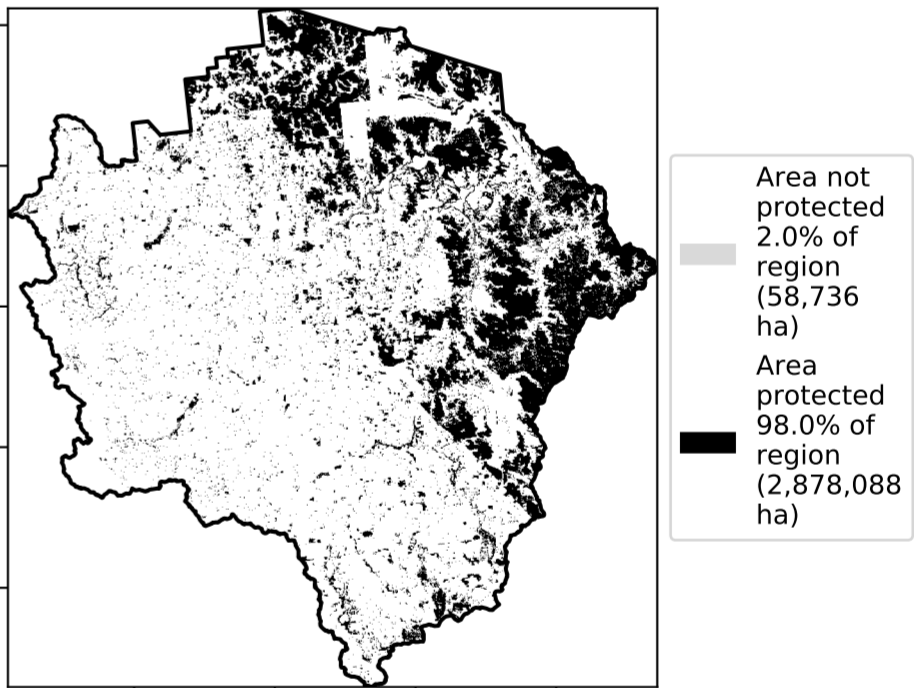 Area not
protected
2.0% of
region
(58,736
ha)
Area
protected
98.0% of
region
(2,878,088
ha)